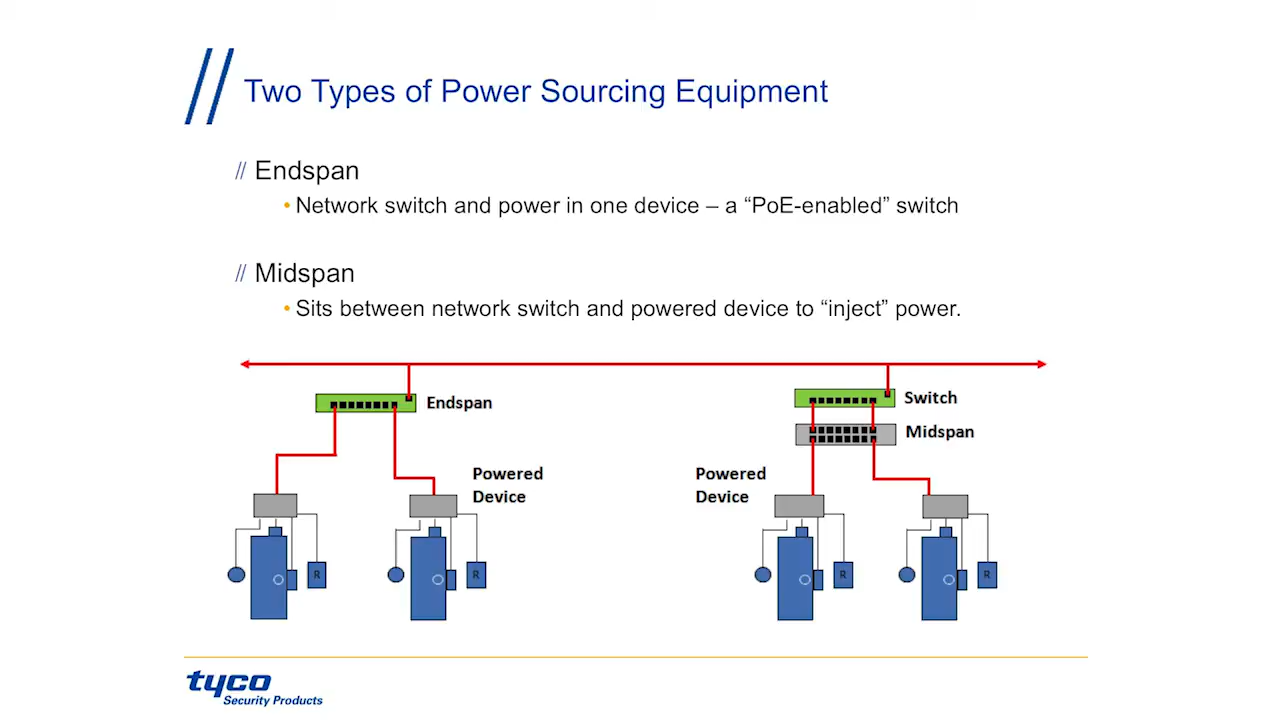 Two Types of Power Sourcing Equipment
// Endspan
• Network switch and power in one device – a “PoE-enabled” switch
// Midspan
• Sits between network switch and powered device to “inject” power.
Endspan
Powered
Device
R
R
Switch
Midspan
Powered
Device
R
R
tyco
Security Products